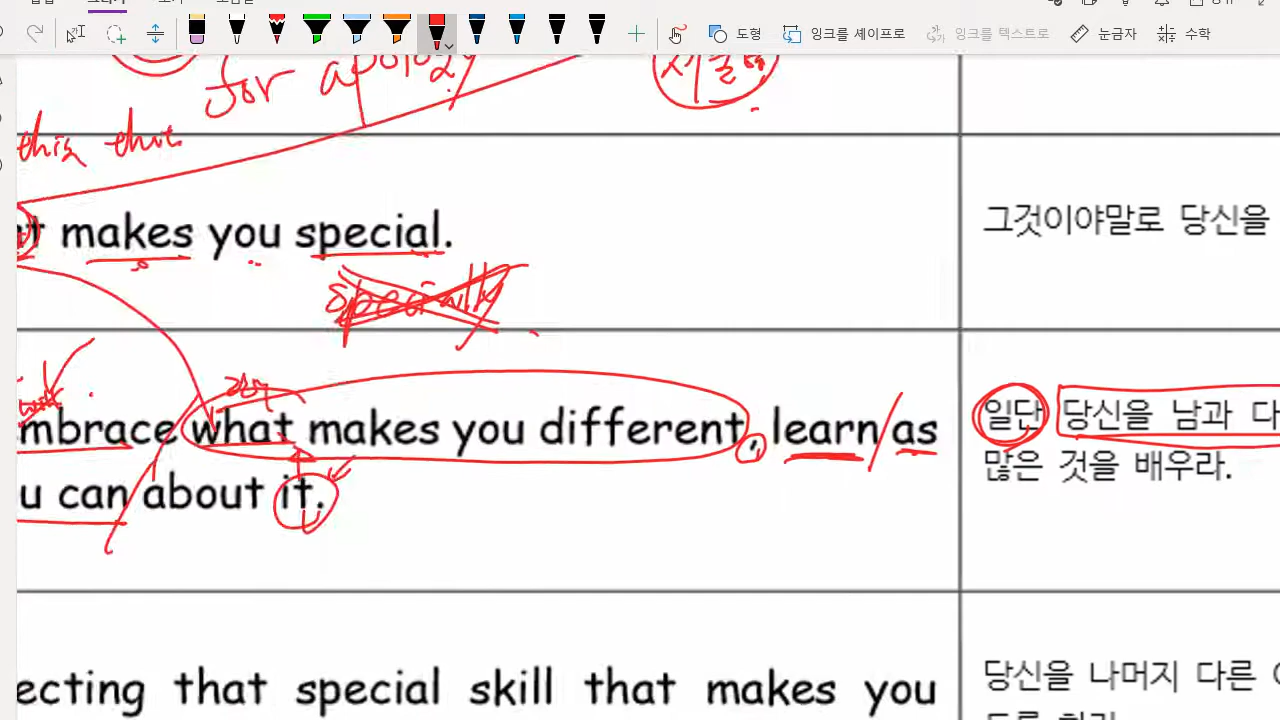 도형 잉크를 셰이프로 잉크를 텍스트로 눈금자 수학
for apology
this that
makes you special. 그것이야말로 당신을
specially
mbrace what makes you different, learn/as 일단 당신을 남과 다
u can about it. 많은 것을 배우라.
ecting that special skill that makes you 당신을 나머지 다른